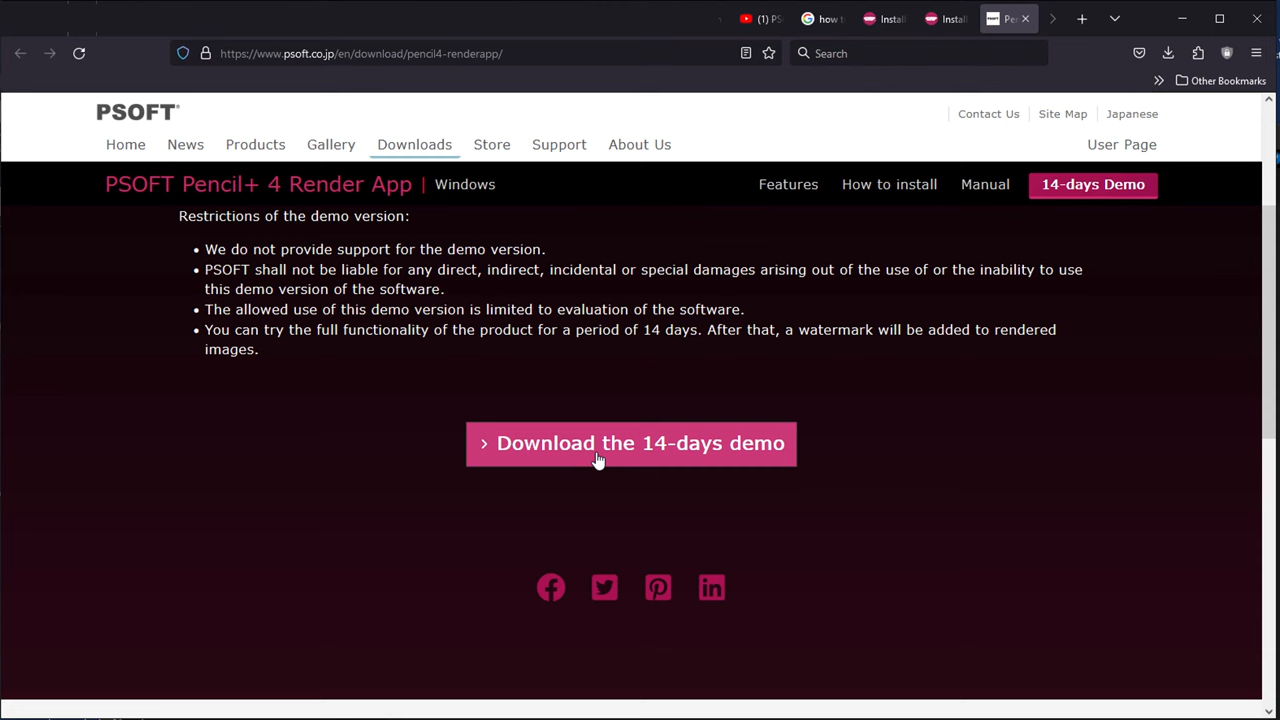 (1) PS
how to
Install
Install
Per
https://www.psoft.co.jp/en/download/pencil4-renderapp/
Search
Other Bookmarks
PSOFT®
Contact Us
Site Map
Japanese
Home
News
Products
Gallery
Downloads
Store
Support
About Us
User Page
PSOFT Pencil+ 4 Render App | Windows
Features
How to install
Manual
14-days Demo
Restrictions of the demo version:
• We do not provide support for the demo version.
• PSOFT shall not be liable for any direct, indirect, incidental or special damages arising out of the use of or the inability to use
this demo version of the software.
• The allowed use of this demo version is limited to evaluation of the software.
• You can try the full functionality of the product for a period of 14 days. After that, a watermark will be added to rendered
images.
› Download the 14-days demo